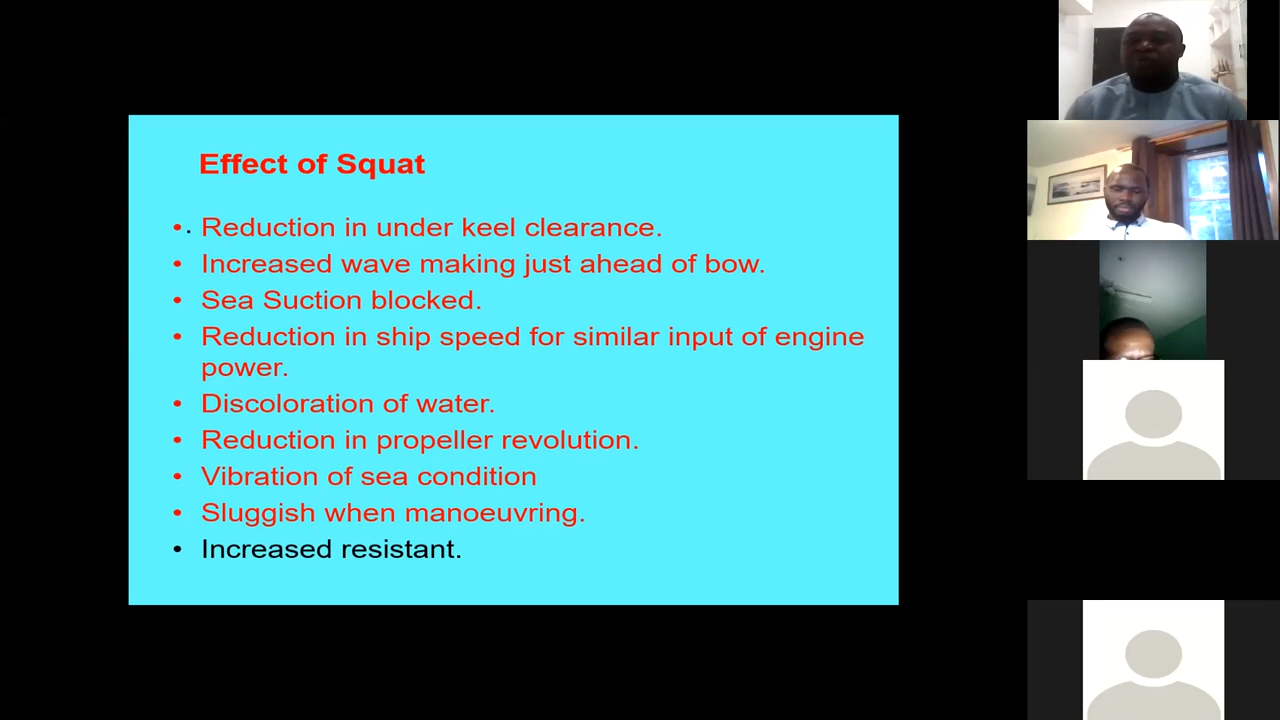 Effect of Squat
• . Reduction in under keel clearance.
• Increased wave making just ahead of bow.
• Sea Suction blocked.
• Reduction in ship speed for similar input of engine
power.
• Discoloration of water.
• Reduction in propeller revolution.
• Vibration of sea condition
• Sluggish when manoeuvring.
• Increased resistant.